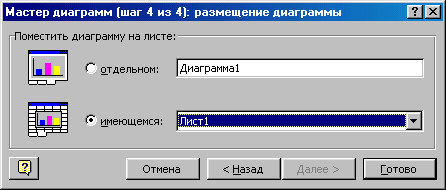 Мастер диаграмм (шаг 4 из 4): размещение диаграммы
Поместить диаграмму на листе:
отдельном: Диаграмма1
имеющемся: Лист1
Отмена < Назад Далее > Готово